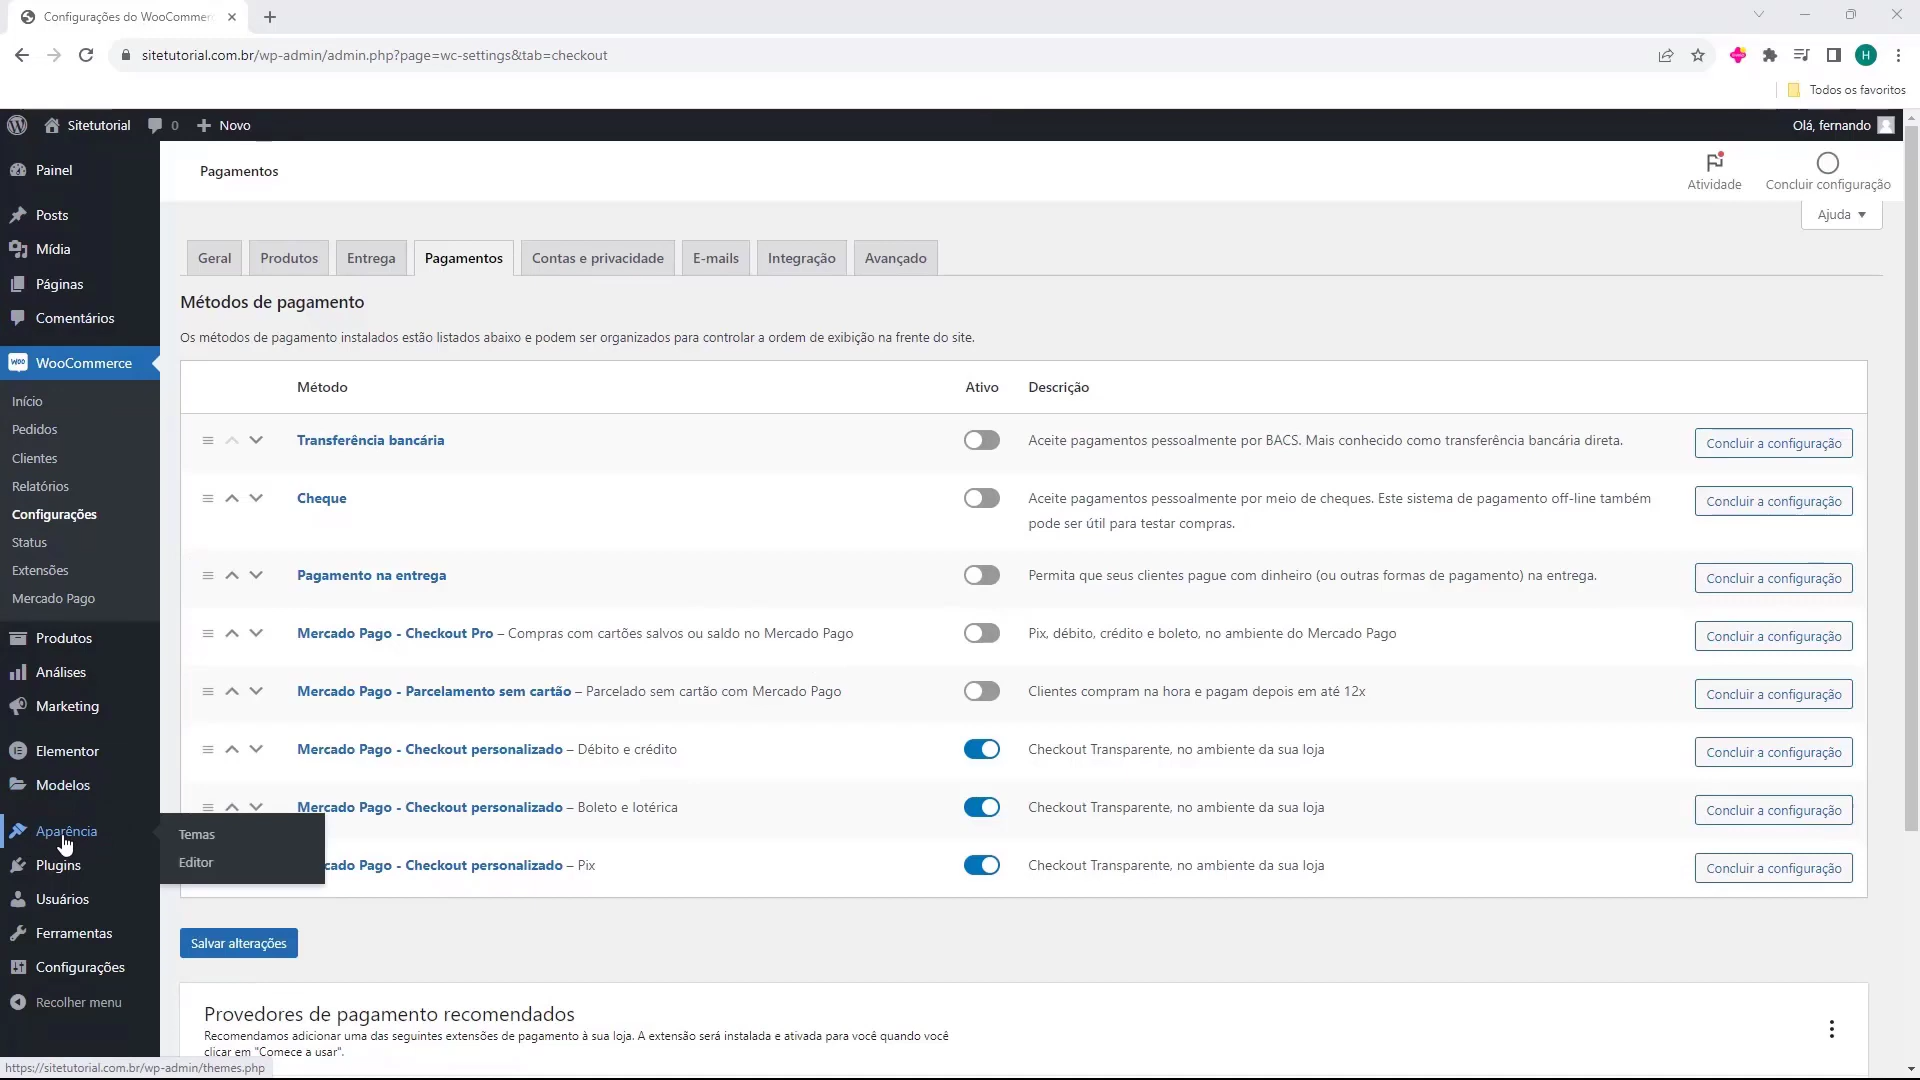 Configurações do WooCommer
sitetutorial.com.br/wp-admin/admin.php?page=wc-settings&tab=checkout
H
Todos os favoritos
Sitetutorial
0
Novo
Olá, fernando
Painel
Posts
Mídia
Páginas
Comentários
WOO WooCommerce
Início
Pedidos
Clientes
Relatórios
Configurações
Status
Extensões
Mercado Pago
Produtos
Análises
Marketing
Elementor
Modelos
Aparência
Plugins
Usuários
Ferramentas
Configurações
Recolher menu
Temas
Editor
Pagamentos
Atividade
Concluir configuração
Ajuda
Geral
Produtos
Entrega
Pagamentos
Contas e privacidade
E-mails
Integração
Avançado
Métodos de pagamento
Os métodos de pagamento instalados estão listados abaixo e podem ser organizados para controlar a ordem de exibição na frente do site.
Método Ativo Descrição
Transferência bancária
Aceite pagamentos pessoalmente por BACS. Mais conhecido como transferência bancária direta.
Concluir a configuração
Cheque
Aceite pagamentos pessoalmente por meio de cheques. Este sistema de pagamento off-line também
pode ser útil para testar compras.
Concluir a configuração
Pagamento na entrega
Permita que seus clientes pague com dinheiro (ou outras formas de pagamento) na entrega.
Concluir a configuração
Mercado Pago - Checkout Pro – Compras com cartões salvos ou saldo no Mercado Pago
Pix, débito, crédito e boleto, no ambiente do Mercado Pago
Concluir a configuração
Mercado Pago - Parcelamento sem cartão – Parcelado sem cartão com Mercado Pago
Clientes compram na hora e pagam depois em até 12x
Concluir a configuração
Mercado Pago - Checkout personalizado – Débito e crédito
Checkout Transparente, no ambiente da sua loja
Concluir a configuração
Mercado Pago - Checkout personalizado – Boleto e lotérica
Checkout Transparente, no ambiente da sua loja
Concluir a configuração
cado Pago - Checkout personalizado – Pix
Checkout Transparente, no ambiente da sua loja
Concluir a configuração
Salvar alterações
Provedores de pagamento recomendados
Recomendamos adicionar uma das seguintes extensões de pagamento à sua loja. A extensão será instalada e ativada para você quando você
clicar em "Comece a usar".
https://sitetutorial.com.br/wp-admin/themes.php